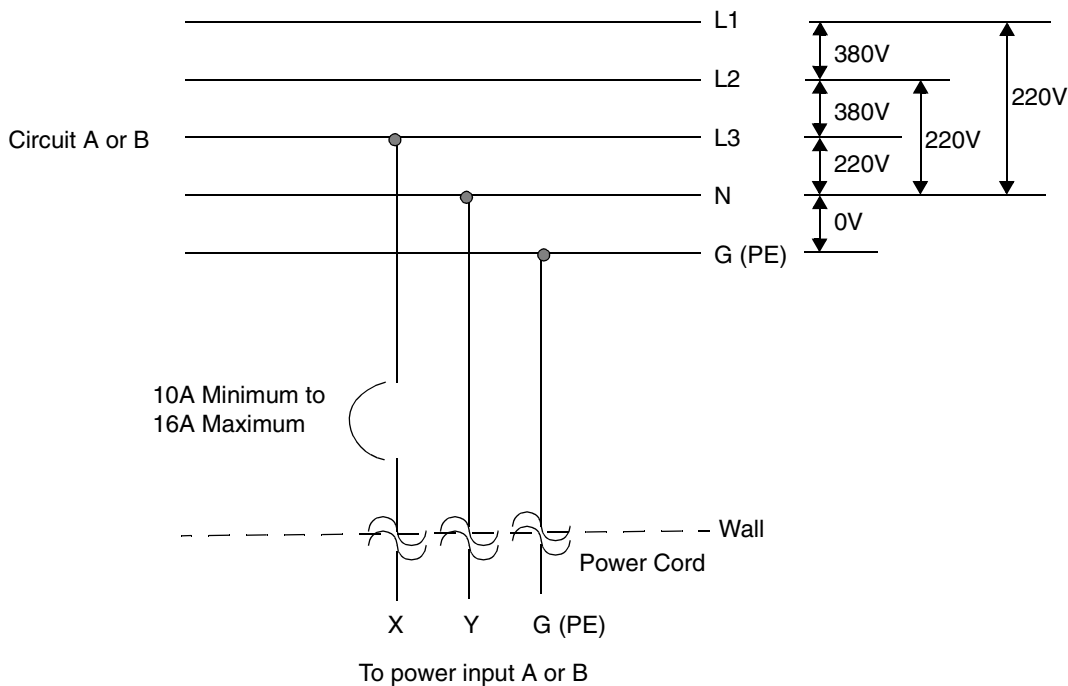 L1
380V
L2
220V
380V
Circuit A or B
L3
220V
220V
N
0V
G (PE)
10A Minimum to
16A Maximum
Wall
Power Cord
X
Y
G (PE)
To power input A or B